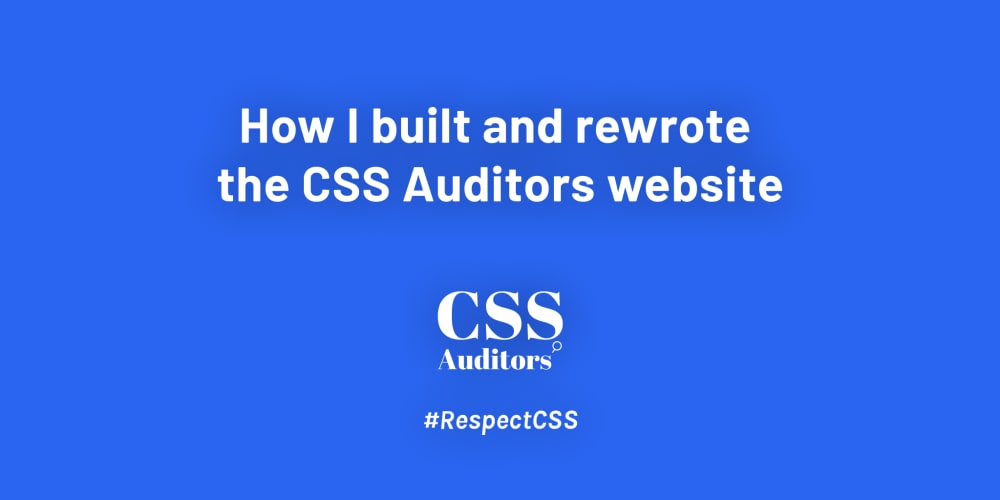 How I built and rewrote
the CSS Auditors website
CSS
Auditors
#RespectCSS